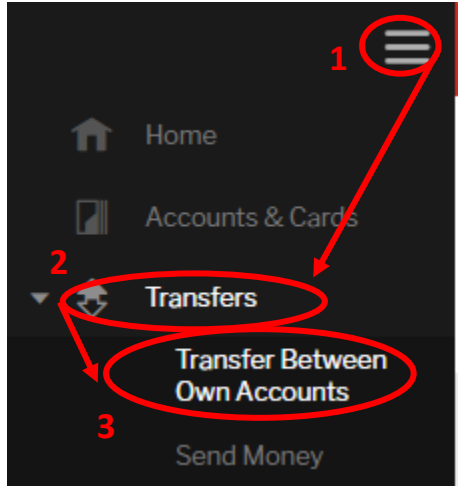 1
Home
Accounts & Cards
2
Transfers
Transfer Between
Own Accounts
3
Send Money